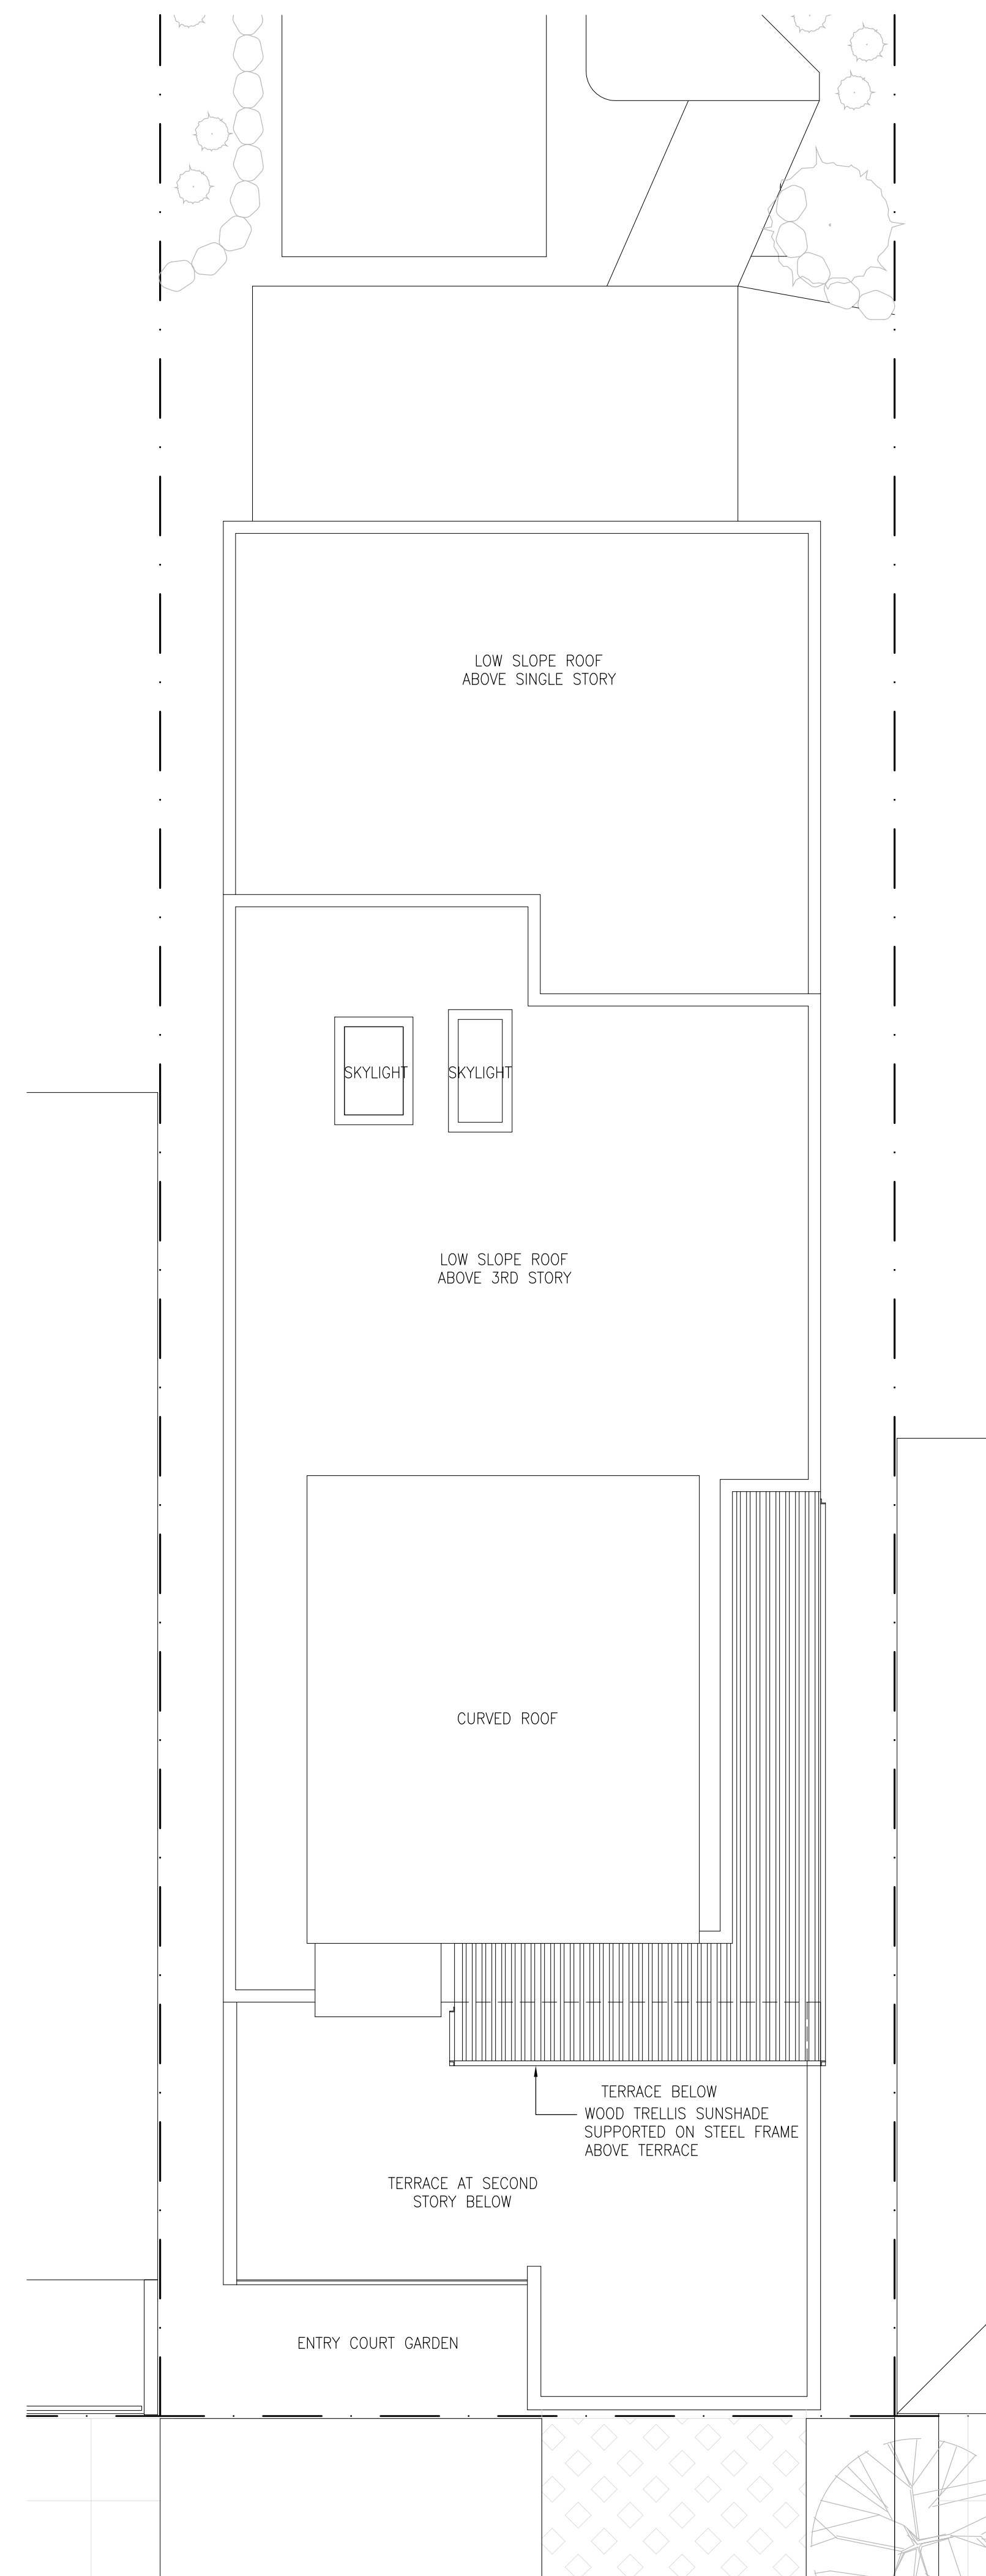 LOW SLOPE ROOF
ABOVE SINGLE STORY
SKYLIGHT
SKYLIGHT
LOW SLOPE ROOF
ABOVE 3RD STORY
CURVED ROOF
TERRACE BELOW
WOOD TRELLIS SUNSHADE
SUPPORTED ON STEEL FRAME
ABOVE TERRACE
TERRACE AT SECOND
STORY BELOW
ENTRY COURT GARDEN